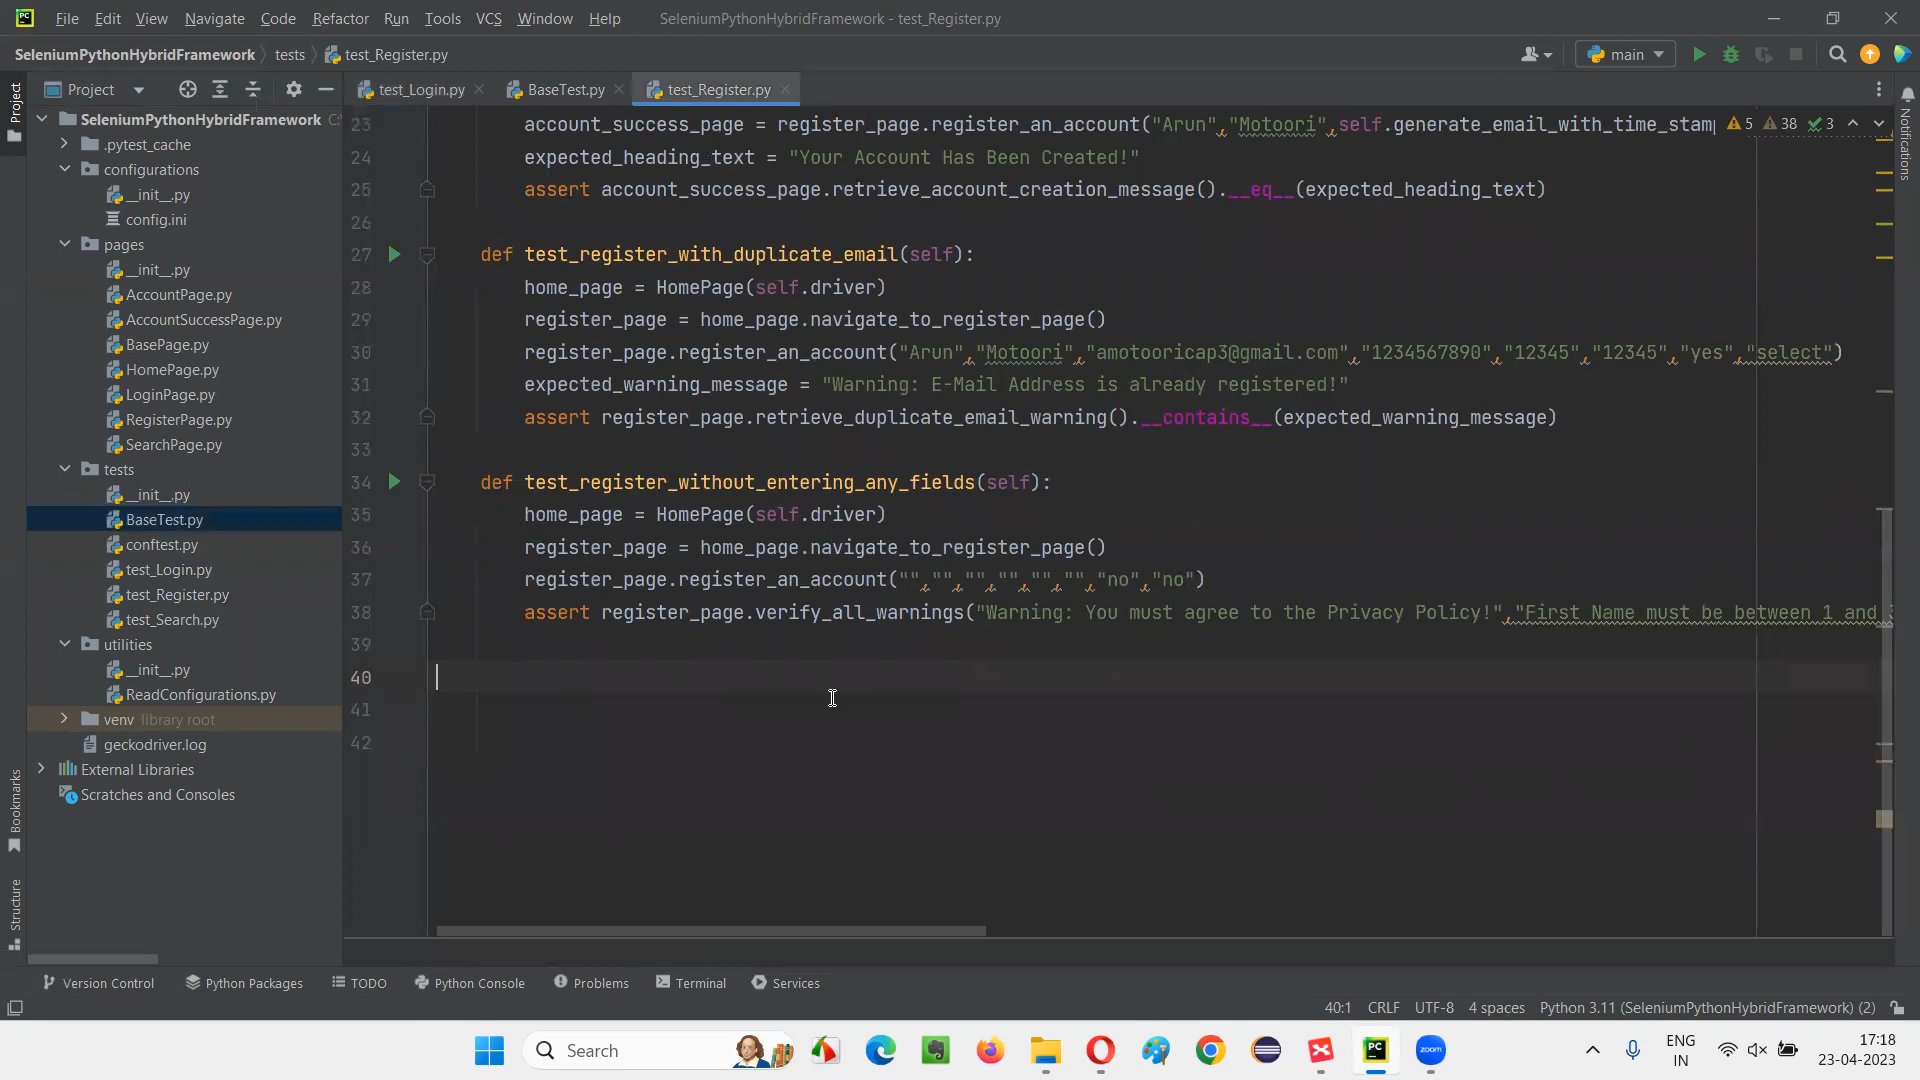 File Edit View Navigate Code Refactor Run Tools VCS Window Help SeleniumPythonHybridFramework - test_Register.py
SeleniumPythonHybridFramework tests test_Register.py main
Project
Project
test_Login.py
BaseTest.py
test_Register.py
SeleniumPythonHybridFramework C:
.pytest_cache
configurations
__init__.py
config.ini
pages
__init__.py
AccountPage.py
AccountSuccessPage.py
BasePage.py
HomePage.py
LoginPage.py
RegisterPage.py
SearchPage.py
tests
__init__.py
BaseTest.py
conftest.py
test_Login.py
test_Register.py
test_Search.py
utilities
__init__.py
ReadConfigurations.py
venv library root
geckodriver.log
External Libraries
Scratches and Consoles
Bookmarks
Structure
Notifications
5 38 3
23 account_success_page = register_page.register_an_account("Arun","Motoori",self.generate_email_with_time_stamp
24 expected_heading_text = "Your Account Has Been Created!"
25 assert account_success_page.retrieve_account_creation_message().__eq__(expected_heading_text)
26
27 def test_register_with_duplicate_email(self):
28 home_page = HomePage(self.driver)
29 register_page = home_page.navigate_to_register_page()
30 register_page.register_an_account("Arun","Motoori","amotooricap3@gmail.com","1234567890","12345","12345","yes","select")
31 expected_warning_message = "Warning: E-Mail Address is already registered!"
32 assert register_page.retrieve_duplicate_email_warning().__contains__(expected_warning_message)
33
34 def test_register_without_entering_any_fields(self):
35 home_page = HomePage(self.driver)
36 register_page = home_page.navigate_to_register_page()
37 register_page.register_an_account("","","","","","","no","no")
38 assert register_page.verify_all_warnings("Warning: You must agree to the Privacy Policy!","First Name must be between 1 and 3
39
40
41
42
Version Control Python Packages TODO Python Console Problems Terminal Services
40:1 CRLF UTF-8 4 spaces Python 3.11 (SeleniumPythonHybridFramework) (2)
Search
PC
zoom
ENG
IN
17:18
23-04-2023